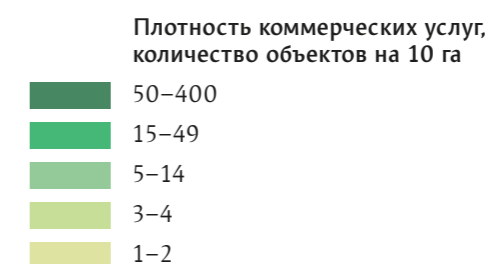 Плотность коммерческих услуг,
количество объектов на 10 га
50–400
15–49
5–14
3–4
1–2